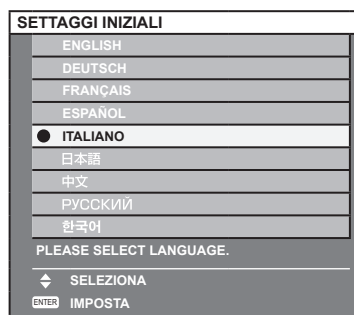 SETTAGGI INIZIALI
ENGLISH
DEUTSCH
FRANÇAIS
ESPAÑOL
ITALIANO
日本語
中文
РУССКИЙ
한국어
PLEASE SELECT LANGUAGE.
SELEZIONA
ENTER IMPOSTA